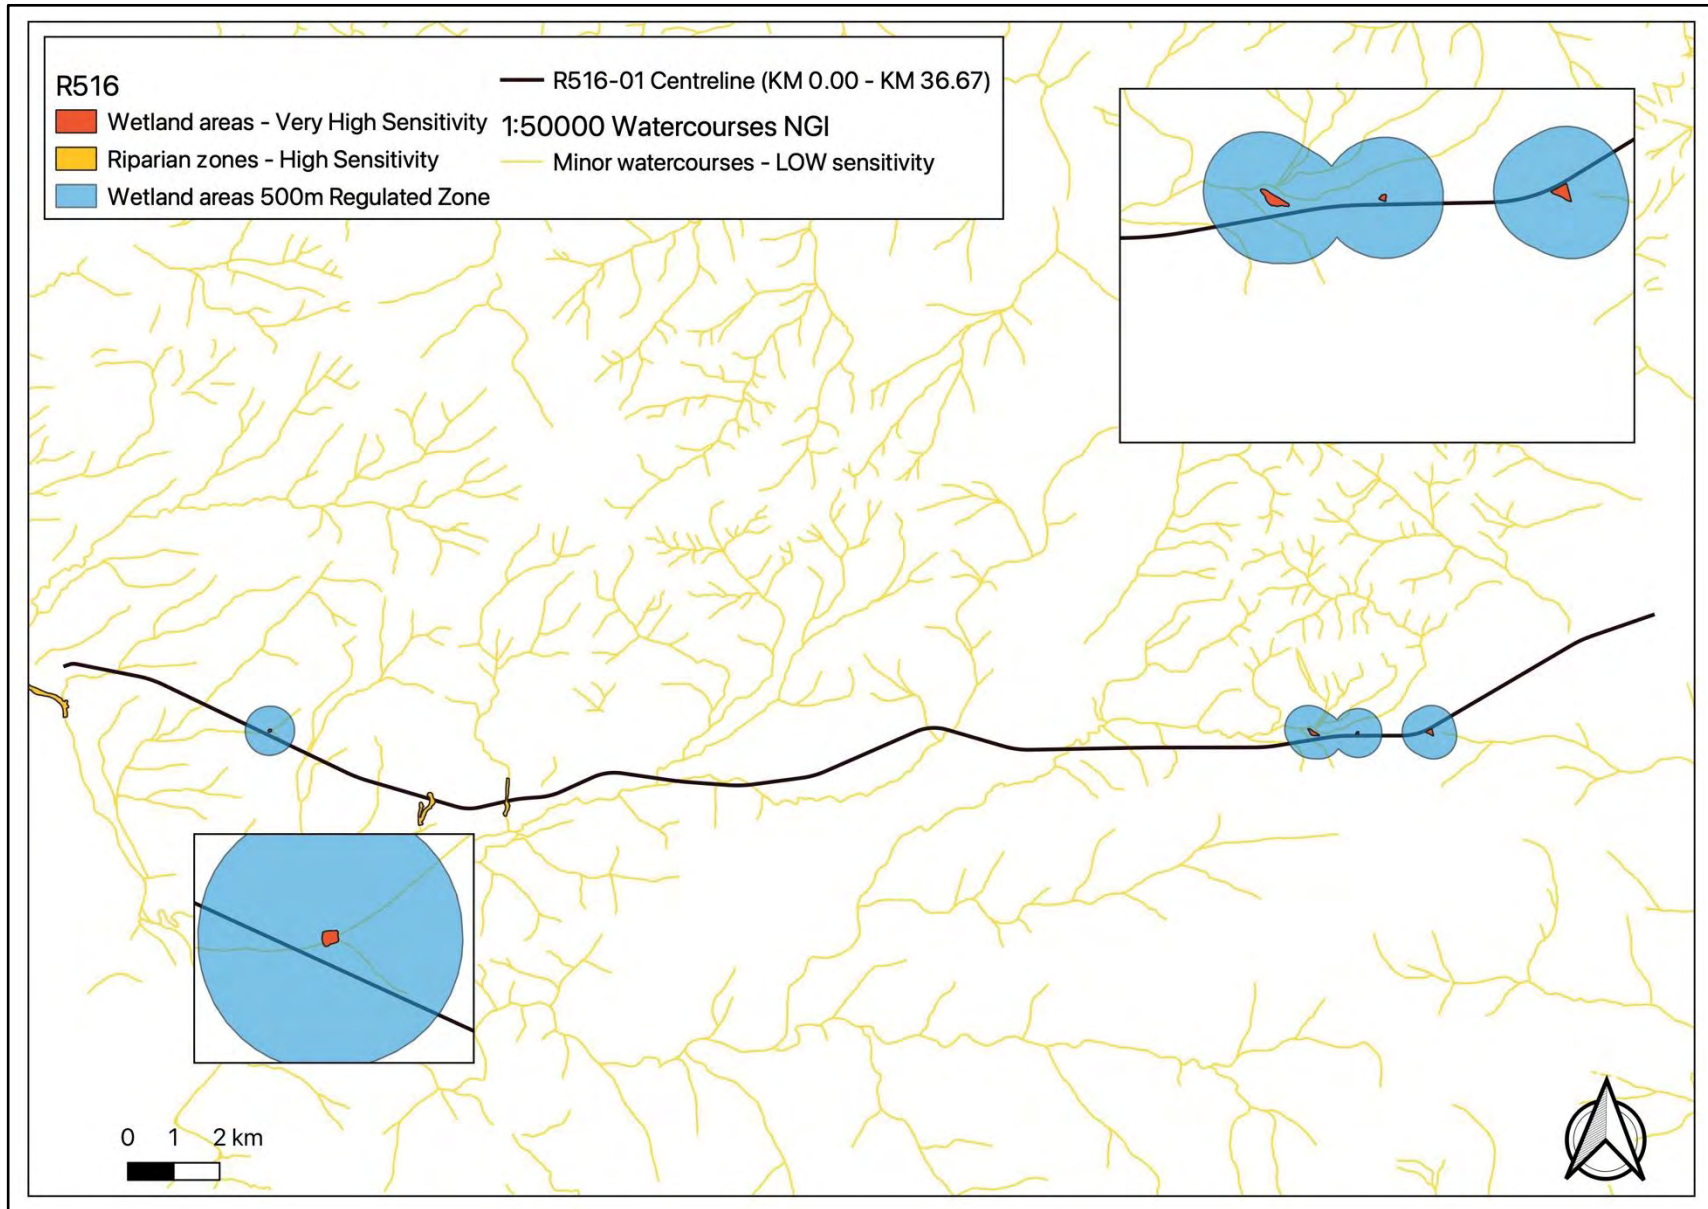 R516
Wetland areas - Very High Sensitivity
Riparian zones - High Sensitivity
Wetland areas 500m Regulated Zone
R516-01 Centreline (KM 0.00 - KM 36.67)
1:50000 Watercourses NGI
Minor watercourses - LOW sensitivity
0 1 2 km